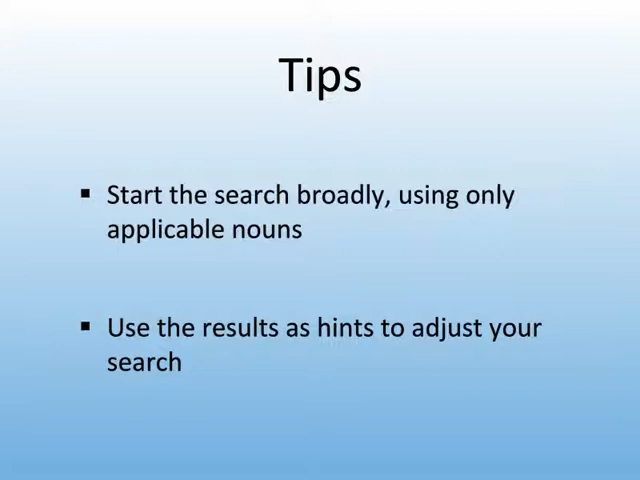 Tips
▪ Start the search broadly, using only
applicable nouns
▪ Use the results as hints to adjust your
search